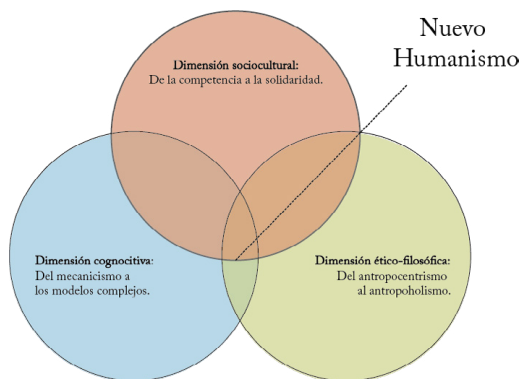 Nuevo
Humanismo
Dimensión sociocultural:
De la competencia a la solidaridad.
Dimensión cognocitiva:
Del mecanicismo a
los modelos complejos.
Dimensión ético-filosófica:
Del antropocentrismo
al antropoholismo.